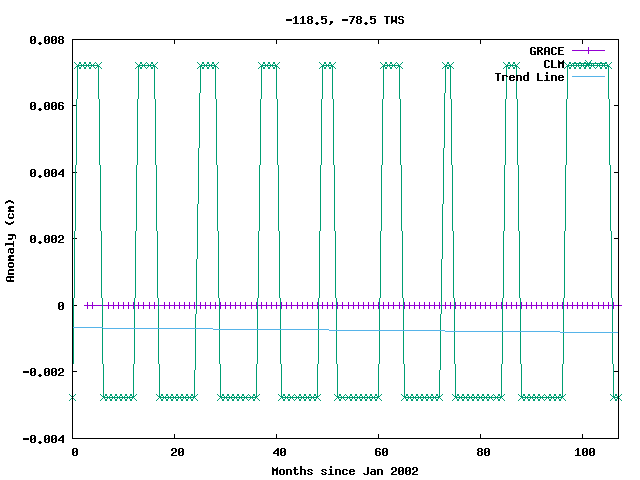 -118.5, -78.5 TWS
GRACE
CLM
Trend Line
0.008
0.006
0.004
0.002
0
-0.002
-0.004
Anomaly (cm)
0 20 40 60 80 100
Months since Jan 2002